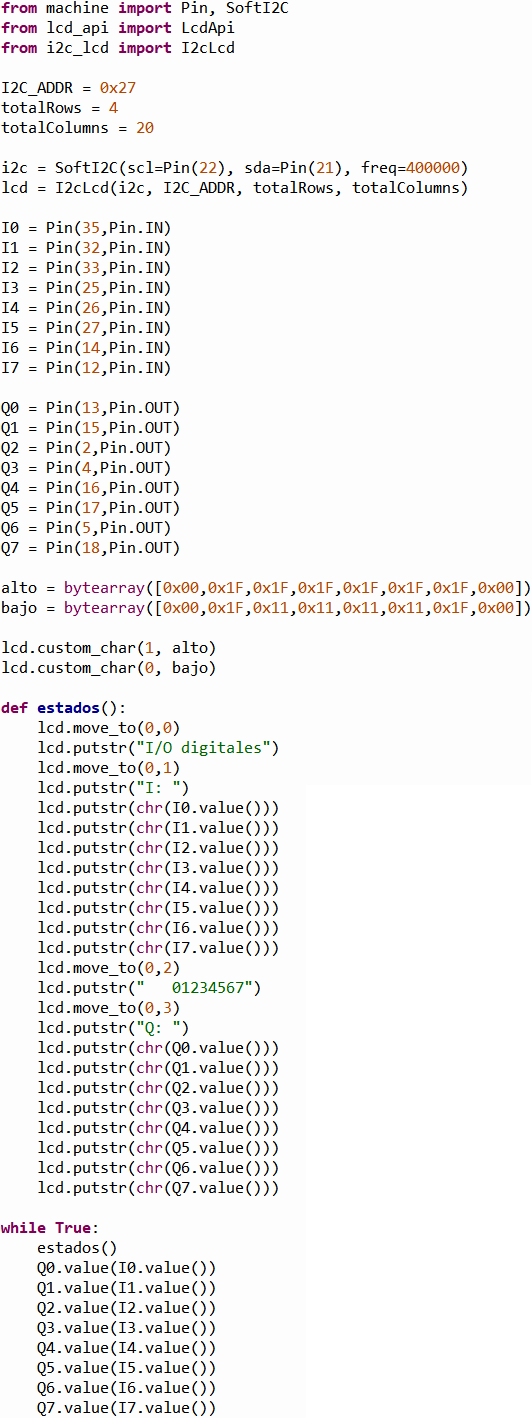 from machine import Pin, SoftI2C
from lcd_api import LcdApi
from i2c_lcd import I2cLcd

I2C_ADDR = 0x27
totalRows = 4
totalColumns = 20

i2c = SoftI2C(scl=Pin(22), sda=Pin(21), freq=400000)
lcd = I2cLcd(i2c, I2C_ADDR, totalRows, totalColumns)

I0 = Pin(35,Pin.IN)
I1 = Pin(32,Pin.IN)
I2 = Pin(33,Pin.IN)
I3 = Pin(25,Pin.IN)
I4 = Pin(26,Pin.IN)
I5 = Pin(27,Pin.IN)
I6 = Pin(14,Pin.IN)
I7 = Pin(12,Pin.IN)

Q0 = Pin(13,Pin.OUT)
Q1 = Pin(15,Pin.OUT)
Q2 = Pin(2,Pin.OUT)
Q3 = Pin(4,Pin.OUT)
Q4 = Pin(16,Pin.OUT)
Q5 = Pin(17,Pin.OUT)
Q6 = Pin(5,Pin.OUT)
Q7 = Pin(18,Pin.OUT)

alto = bytearray([0x00,0x1F,0x1F,0x1F,0x1F,0x1F,0x1F,0x00])
bajo = bytearray([0x00,0x1F,0x11,0x11,0x11,0x11,0x1F,0x00])

lcd.custom_char(1, alto)
lcd.custom_char(0, bajo)

def estados():
    lcd.move_to(0,0)
    lcd.putstr("I/O digitales")
    lcd.move_to(0,1)
    lcd.putstr("I: ")
    lcd.putstr(chr(I0.value()))
    lcd.putstr(chr(I1.value()))
    lcd.putstr(chr(I2.value()))
    lcd.putstr(chr(I3.value()))
    lcd.putstr(chr(I4.value()))
    lcd.putstr(chr(I5.value()))
    lcd.putstr(chr(I6.value()))
    lcd.putstr(chr(I7.value()))
    lcd.move_to(0,2)
    lcd.putstr("   01234567")
    lcd.move_to(0,3)
    lcd.putstr("Q: ")
    lcd.putstr(chr(Q0.value()))
    lcd.putstr(chr(Q1.value()))
    lcd.putstr(chr(Q2.value()))
    lcd.putstr(chr(Q3.value()))
    lcd.putstr(chr(Q4.value()))
    lcd.putstr(chr(Q5.value()))
    lcd.putstr(chr(Q6.value()))
    lcd.putstr(chr(Q7.value()))

while True:
    estados()
    Q0.value(I0.value())
    Q1.value(I1.value())
    Q2.value(I2.value())
    Q3.value(I3.value())
    Q4.value(I4.value())
    Q5.value(I5.value())
    Q6.value(I6.value())
    Q7.value(I7.value())